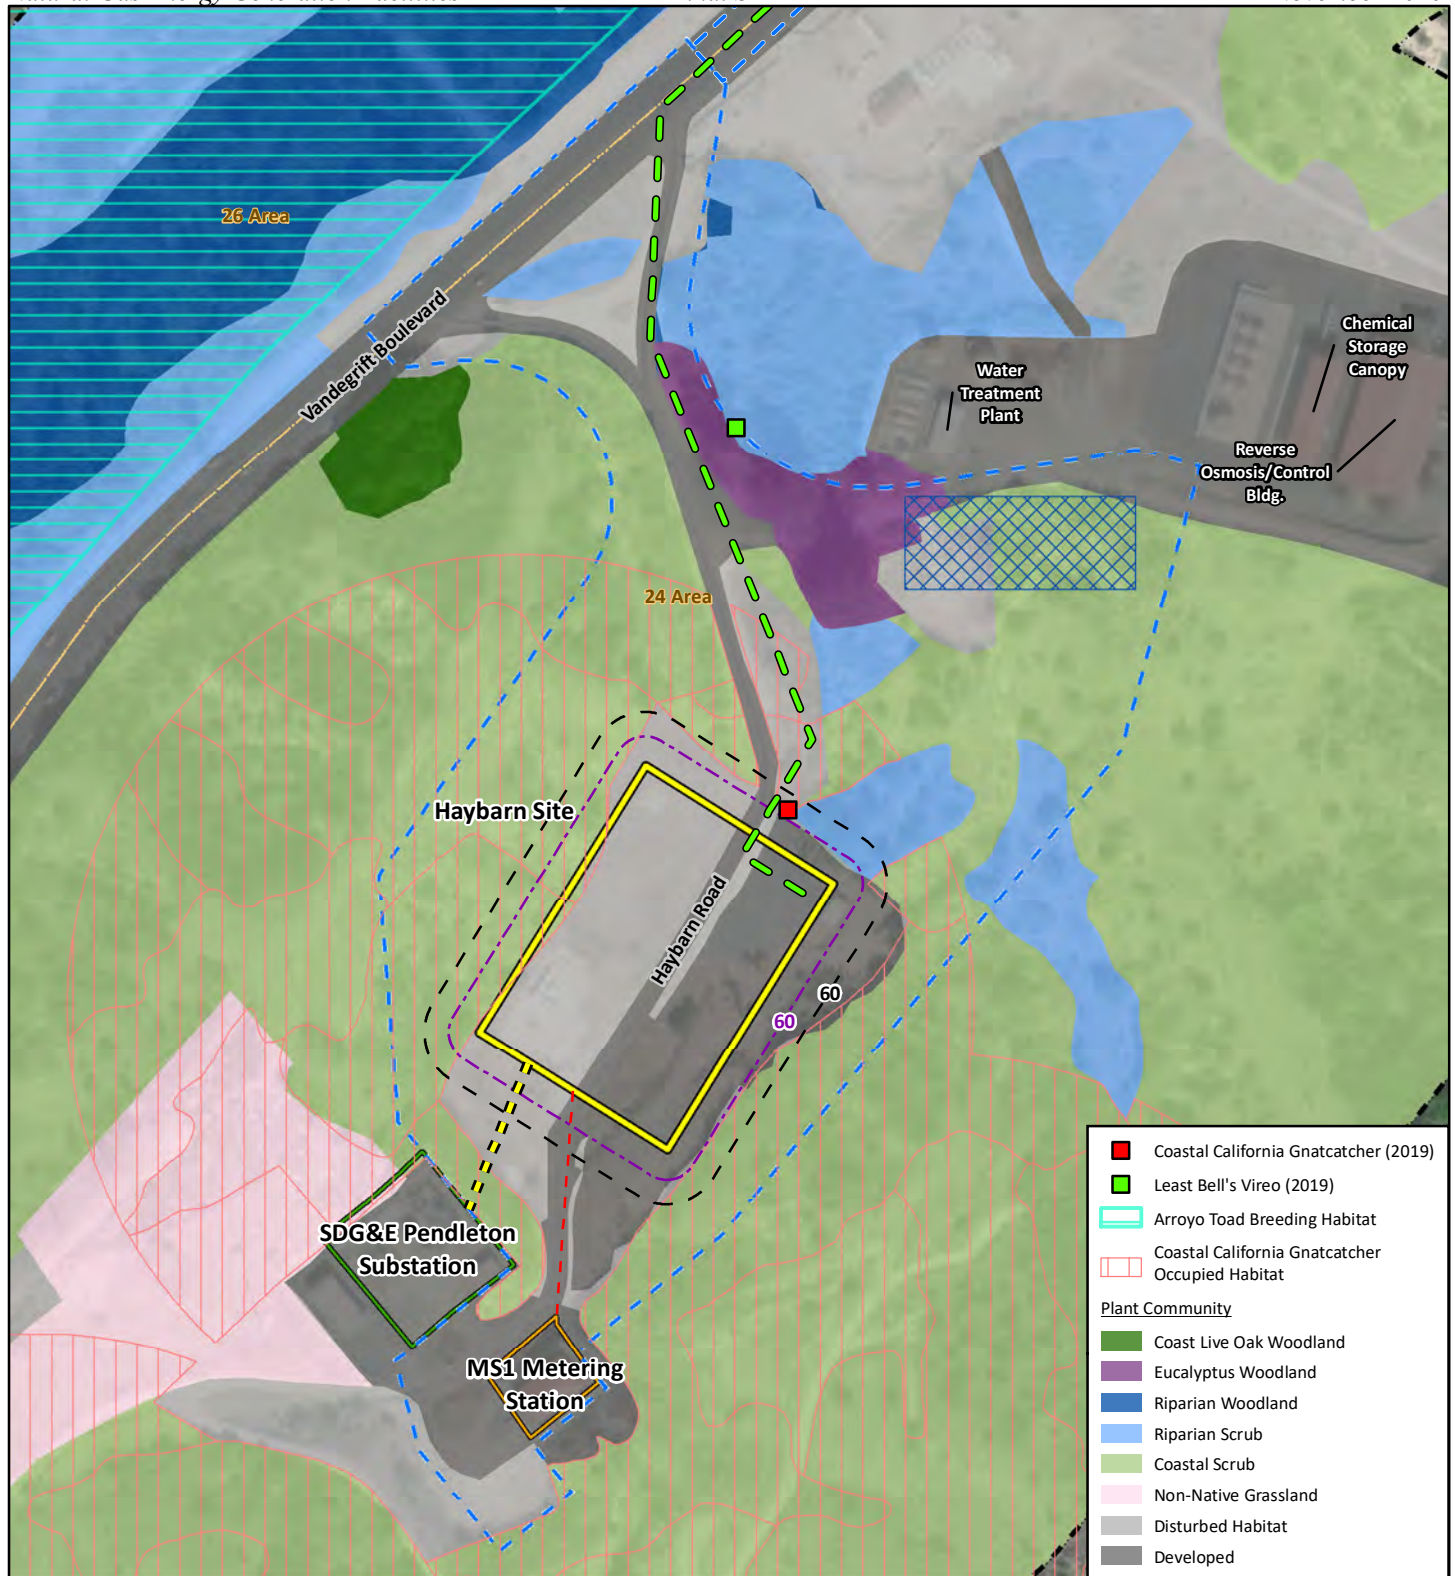 26 Area
Vandegrift Boulevard
Chemical
Storage
Canopy
Water
Treatment
Plant
Reverse
Osmosis/Control
Bldg.
24 Area
Haybarn Site
Haybarn Road
60
60
SDG&E Pendleton
Substation
MS1 Metering
Station
Coastal California Gnatcatcher (2019)
Least Bell's Vireo (2019)
Arroyo Toad Breeding Habitat
Coastal California Gnatcatcher
Occupied Habitat
Plant Community
Coast Live Oak Woodland
Eucalyptus Woodland
Riparian Woodland
Riparian Scrub
Coastal Scrub
Non-Native Grassland
Disturbed Habitat
Developed